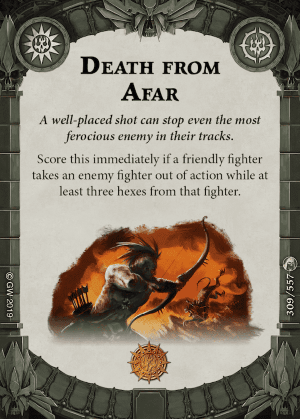 DEATH FROM
AFAR
A well-placed shot can stop even the most
ferocious enemy in their tracks.
Score this immediately if a friendly fighter
takes an enemy fighter out of action while at
least three hexes from that fighter.
© GW 2019
309/557